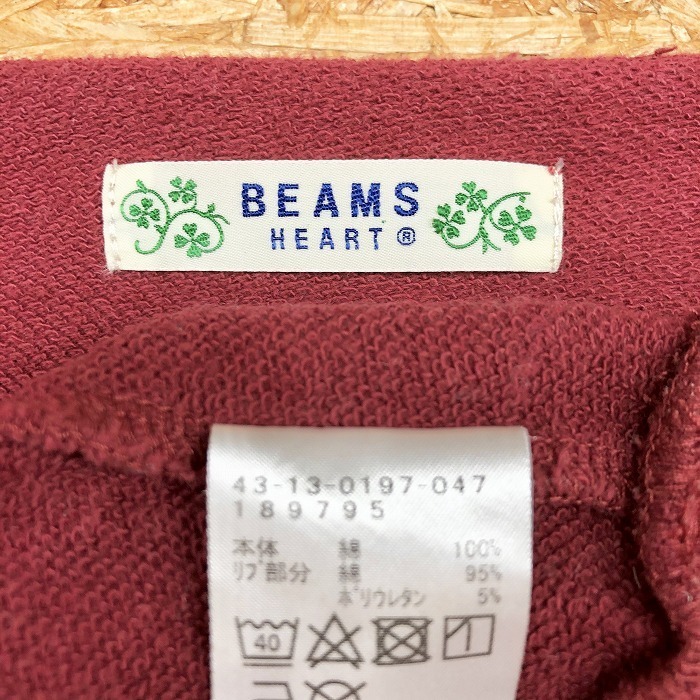 BEAMS
HEART ®
43-13-0197-047
189795
本体 綿 100%
リブ部分 綿 95%
ポリウレタン 5%
40